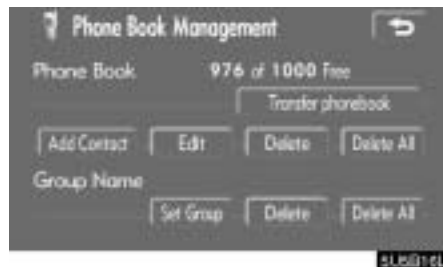 Phone Book Management
Phone Book 976 of 1000 Free
Transfer phonebook
Add Contact Edit Delete Delete All
Group Name
Set Group Delete Delete All